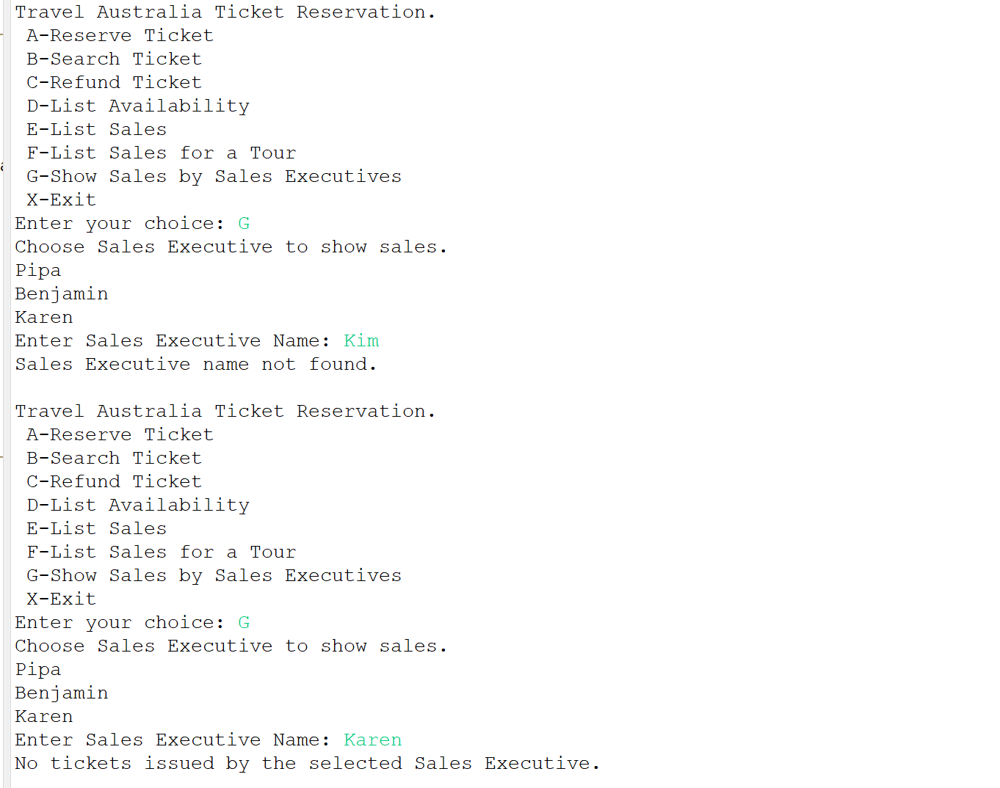 Travel Australia Ticket Reservation.
A-Reserve Ticket
B-Search Ticket
C-Refund Ticket
D-List Availability
E-List Sales
F-List Sales for a Tour
G-Show Sales by Sales Executives
X-Exit
Enter your choice: G
Choose Sales Executive to show sales.
Pipa
Benjamin
Karen
Enter Sales Executive Name: Kim
Sales Executive name not found.

Travel Australia Ticket Reservation.
A-Reserve Ticket
B-Search Ticket
C-Refund Ticket
D-List Availability
E-List Sales
F-List Sales for a Tour
G-Show Sales by Sales Executives
X-Exit
Enter your choice: G
Choose Sales Executive to show sales.
Pipa
Benjamin
Karen
Enter Sales Executive Name: Karen
No tickets issued by the selected Sales Executive.